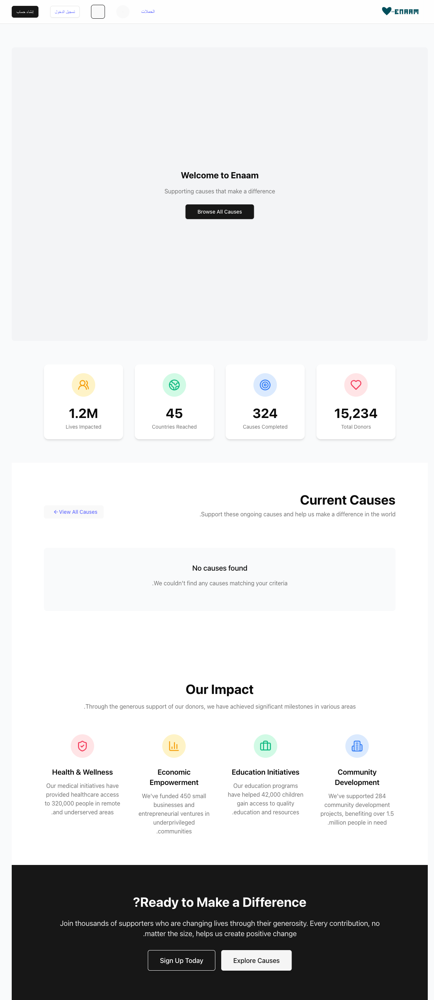 ENAAM
الحملات
تسجيل الدخول
إنشاء حساب
Welcome to Enaam
Supporting causes that make a difference
Browse All Causes
15,234
Total Donors
324
Causes Completed
45
Countries Reached
1.2M
Lives Impacted
Current Causes
.Support these ongoing causes and help us make a difference in the world
View All Causes
No causes found
.We couldn't find any causes matching your criteria
Our Impact
.Through the generous support of our donors, we have achieved significant milestones in various areas
Community
Development
We've supported 284
community development
projects, benefiting over 1.5
.million people in need
Education Initiatives
Our education programs
have helped 42,000 children
gain access to quality
.education and resources
Economic
Empowerment
We've funded 450 small
businesses and
entrepreneurial ventures in
underprivileged
.communities
Health & Wellness
Our medical initiatives have
provided healthcare access
to 320,000 people in remote
.and underserved areas
?Ready to Make a Difference
Join thousands of supporters who are changing lives through their generosity. Every contribution, no
.matter the size, helps us create positive change
Explore Causes
Sign Up Today